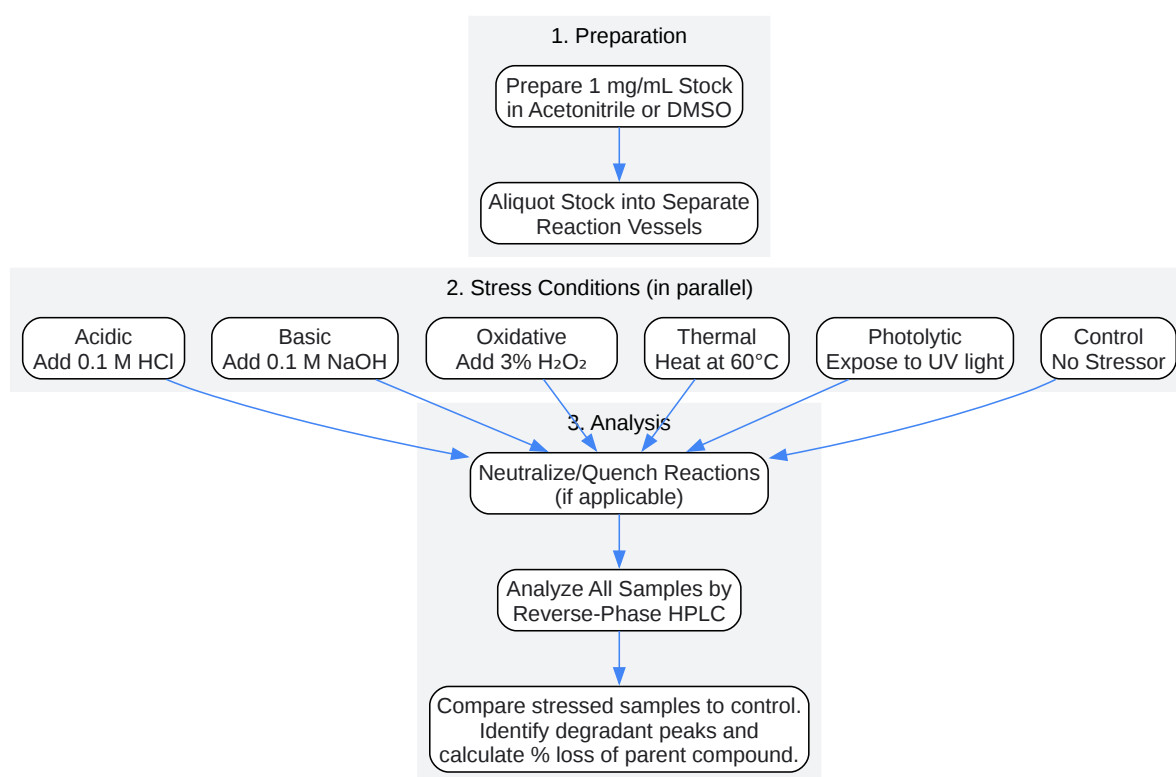 1. Preparation
Prepare 1 mg/mL Stock
in Acetonitrile or DMSO
Aliquot Stock into Separate
Reaction Vessels
2. Stress Conditions (in parallel)
Acidic
Add 0.1 M HCl
Basic
Add 0.1 M NaOH
Oxidative
Add 3% H₂O₂
Thermal
Heat at 60°C
Photolytic
Expose to UV light
Control
No Stressor
3. Analysis
Neutralize/Quench Reactions
(if applicable)
Analyze All Samples by
Reverse-Phase HPLC
Compare stressed samples to control.
Identify degradant peaks and
calculate % loss of parent compound.